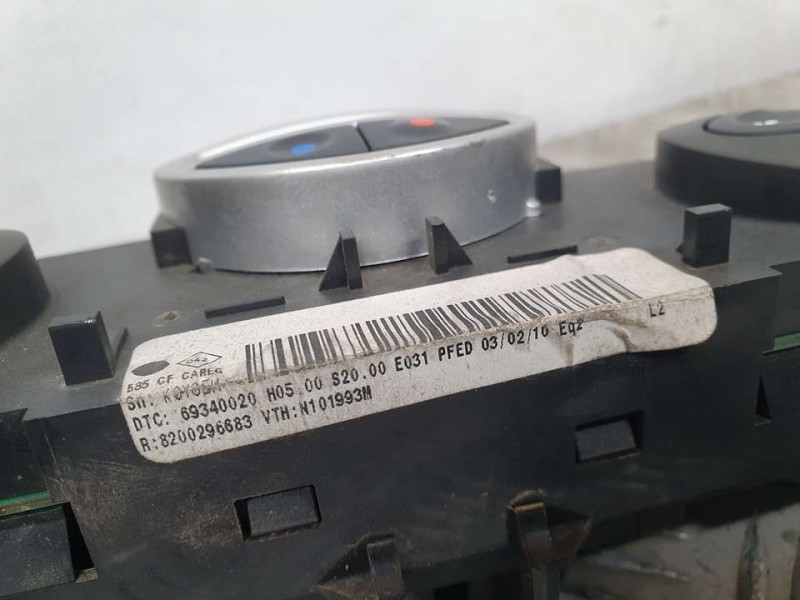 585 CF CAREG
Sn:
DTC: 69340020 H05.00 S20.00 E031 PFED 03/02/10 Eq2 L2
R:8200296683 VTH:N101993M